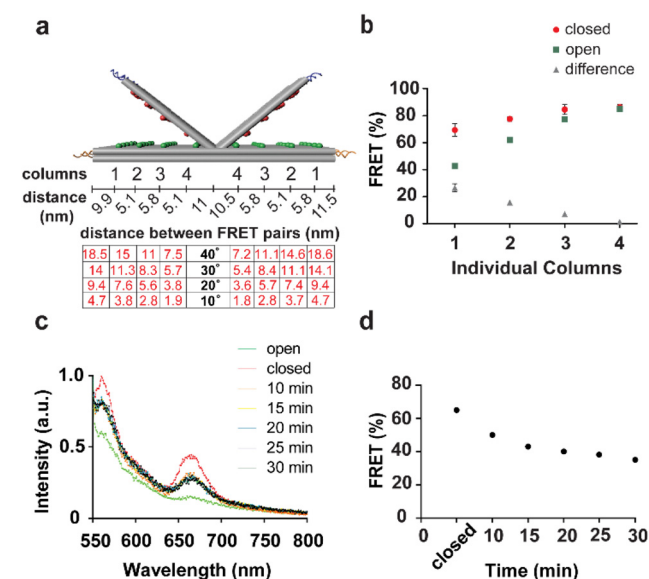 a
columns 1 2 3 4 4 3 2 1
distance (nm) 9.9 5.1 5.8 5.1 11 10.5 5.8 5.1 5.8 11.5
distance between FRET pairs (nm)
18.5 15 11 7.5 40° 7.2 11.1 14.6 18.6
14 11.3 8.3 5.7 30° 5.4 8.4 11.1 14.1
9.4 7.6 5.6 3.8 20° 3.6 5.7 7.4 9.4
4.7 3.8 2.8 1.9 10° 1.8 2.8 3.7 4.7
b
closed
open
difference
FRET (%)
100
80
60
40
20
0
1 2 3 4
Individual Columns
c
open
closed
10 min
15 min
20 min
25 min
30 min
Intensity (a.u.)
1.0
0.5
0
550 600 650 700 750 800
Wavelength (nm)
d
FRET (%)
80
60
40
20
0
0 closed 10 15 20 25 30
Time (min)